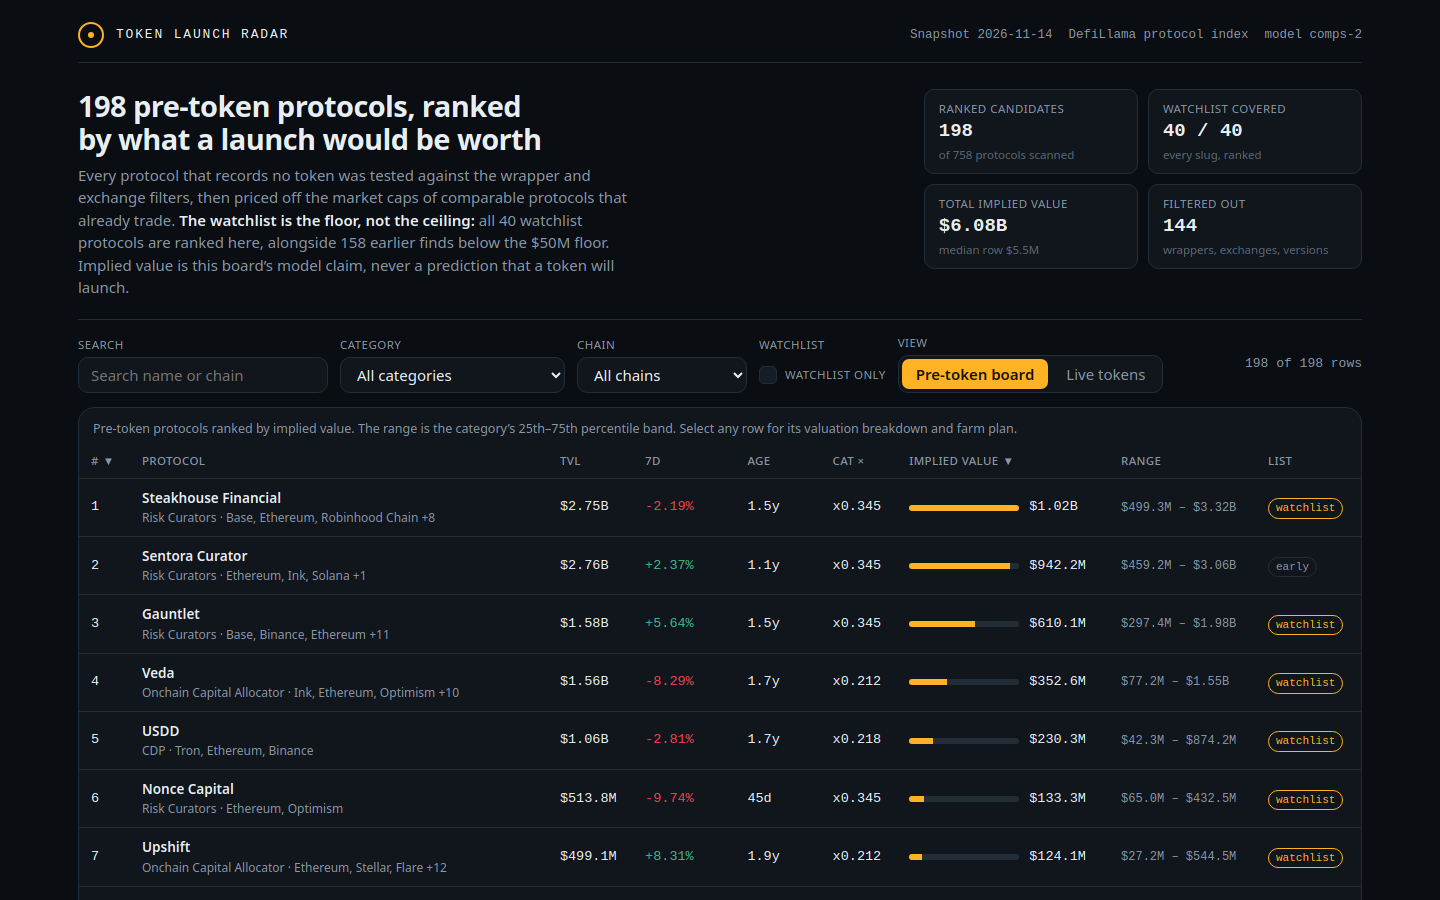 TOKEN LAUNCH RADAR
Snapshot 2026-11-14 DefiLlama protocol index model comps-2
198 pre-token protocols, ranked
by what a launch would be worth
Every protocol that records no token was tested against the wrapper and
exchange filters, then priced off the market caps of comparable protocols that
already trade. The watchlist is the floor, not the ceiling: all 40 watchlist
protocols are ranked here, alongside 158 earlier finds below the $50M floor.
Implied value is this board's model claim, never a prediction that a token will
launch.
RANKED CANDIDATES
198
of 758 protocols scanned
WATCHLIST COVERED
40 / 40
every slug, ranked
TOTAL IMPLIED VALUE
$6.08B
median row $5.5M
FILTERED OUT
144
wrappers, exchanges, versions
SEARCH
Search name or chain
CATEGORY
All categories
CHAIN
All chains
WATCHLIST
WATCHLIST ONLY
VIEW
Pre-token board Live tokens
198 of 198 rows
Pre-token protocols ranked by implied value. The range is the category's 25th–75th percentile band. Select any row for its valuation breakdown and farm plan.
# ▼ PROTOCOL TVL 7D AGE CAT × IMPLIED VALUE ▼ RANGE LIST
1 Steakhouse Financial $2.75B -2.19% 1.5y x0.345 $1.02B $499.3M – $3.32B watchlist
Risk Curators · Base, Ethereum, Robinhood Chain +8
2 Sentora Curator $2.76B +2.37% 1.1y x0.345 $942.2M $459.2M – $3.06B early
Risk Curators · Ethereum, Ink, Solana +1
3 Gauntlet $1.58B +5.64% 1.5y x0.345 $610.1M $297.4M – $1.98B watchlist
Risk Curators · Base, Binance, Ethereum +11
4 Veda $1.56B -8.29% 1.7y x0.212 $352.6M $77.2M – $1.55B watchlist
Onchain Capital Allocator · Ink, Ethereum, Optimism +10
5 USDD $1.06B -2.81% 1.7y x0.218 $230.3M $42.3M – $874.2M watchlist
CDP · Tron, Ethereum, Binance
6 Nonce Capital $513.8M -9.74% 45d x0.345 $133.3M $65.0M – $432.5M watchlist
Risk Curators · Ethereum, Optimism
7 Upshift $499.1M +8.31% 1.9y x0.212 $124.1M $27.2M – $544.5M watchlist
Onchain Capital Allocator · Ethereum, Stellar, Flare +12